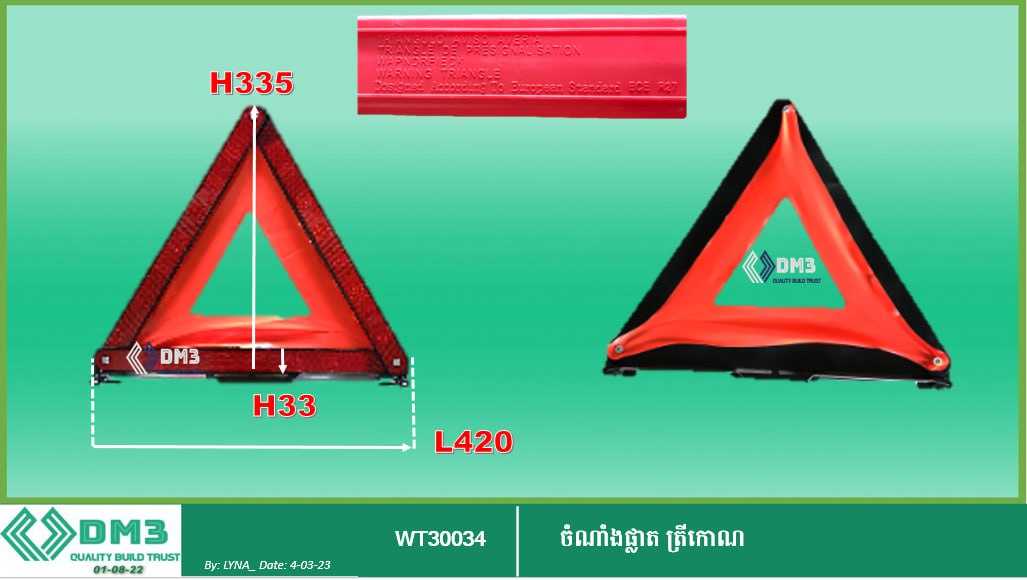 TRIANGULO AVISO AVERIA
TRIANGLE DE PRESIGNALISATION
WARNING TRIANGLE
Designed According To European Standard ECE R27
H335
DM3
QUALITY BUILD TRUST
DM3
H33
L420
DM3
QUALITY BUILD TRUST
01-08-22
By: LYNA_ Date: 4-03-23
WT30034
ចំណាំងផ្លាត ត្រីកោណ